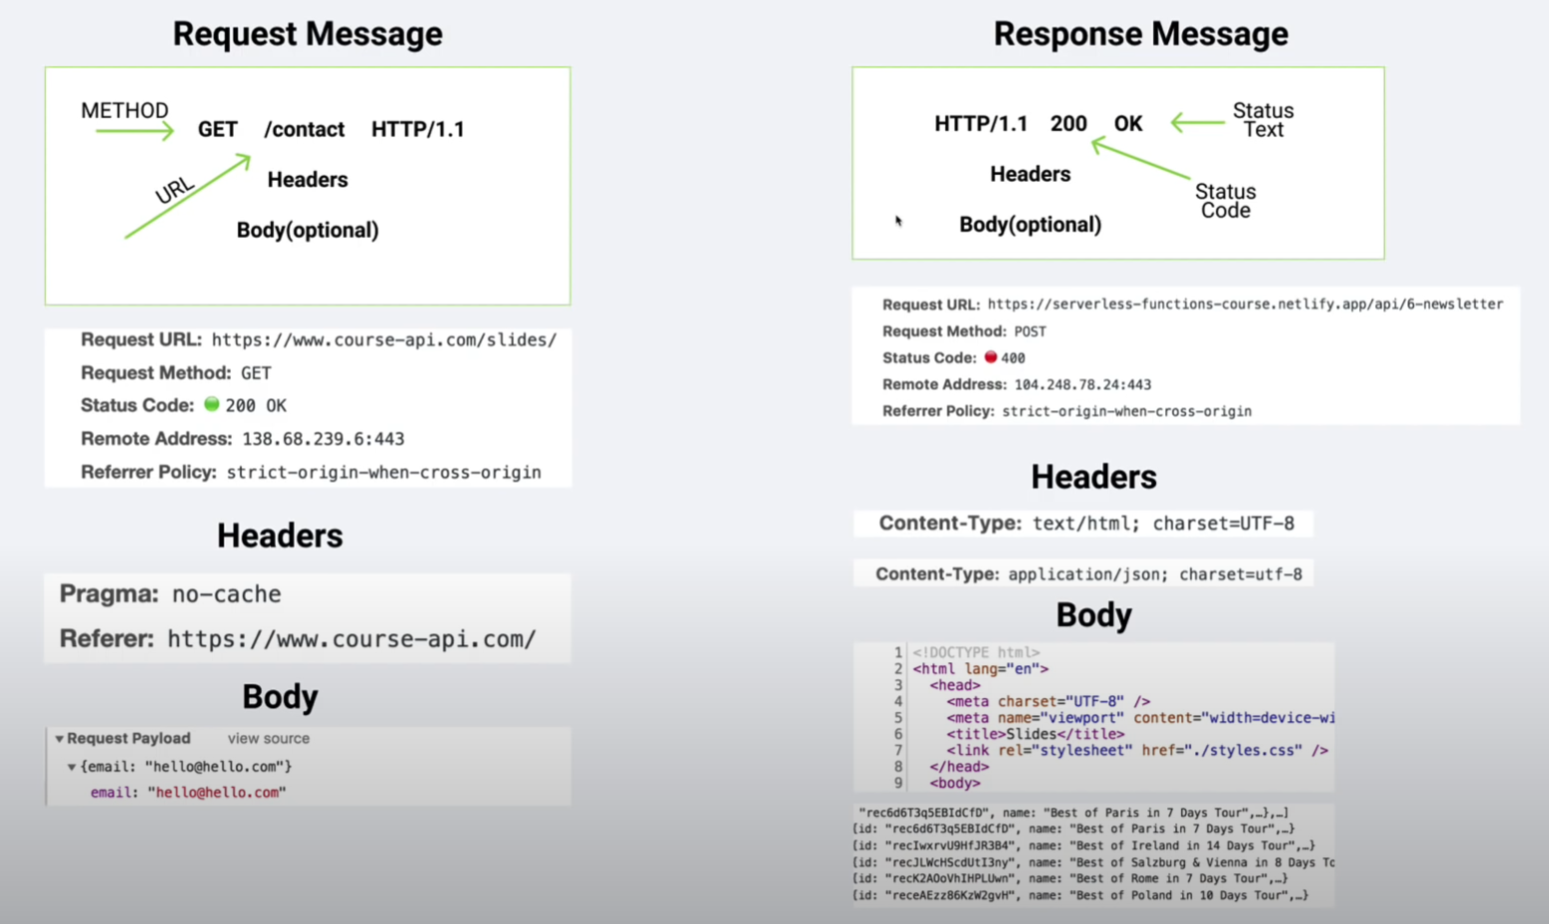 Request Message
METHOD
GET /contact HTTP/1.1
URL
Headers
Body(optional)
Request URL: https://www.course-api.com/slides/
Request Method: GET
Status Code: 200 OK
Remote Address: 138.68.239.6:443
Referrer Policy: strict-origin-when-cross-origin
Headers
Pragma: no-cache
Referer: https://www.course-api.com/
Body
Request Payload view source
{email: "hello@hello.com"}
email: "hello@hello.com"
Response Message
HTTP/1.1 200 OK
Status
Text
Headers
Status
Code
Body(optional)
Request URL: https://serverless-functions-course.netlify.app/api/6-newsletter
Request Method: POST
Status Code: 400
Remote Address: 104.248.78.24:443
Referrer Policy: strict-origin-when-cross-origin
Headers
Content-Type: text/html; charset=UTF-8
Content-Type: application/json; charset=utf-8
Body
1 <!DOCTYPE html>
2 <html lang="en">
3 <head>
4 <meta charset="UTF-8" />
5 <meta name="viewport" content="width=device-wi
6 <title>Slides</title>
7 <link rel="stylesheet" href="./styles.css" />
8 </head>
9 <body>
"rec6d6T3q5EBIdCfD", name: "Best of Paris in 7 Days Tour",…},…]
{id: "rec6d6T3q5EBIdCfD", name: "Best of Paris in 7 Days Tour",…}
{id: "recIwxrvU9HfJR3B4", name: "Best of Ireland in 14 Days Tour",…}
{id: "recJLWcHScdUtI3ny", name: "Best of Salzburg & Vienna in 8 Days To
{id: "recK2AOoVhIHPLUwn", name: "Best of Rome in 7 Days Tour",…}
{id: "receAEzz86KzW2gvH", name: "Best of Poland in 10 Days Tour",…}